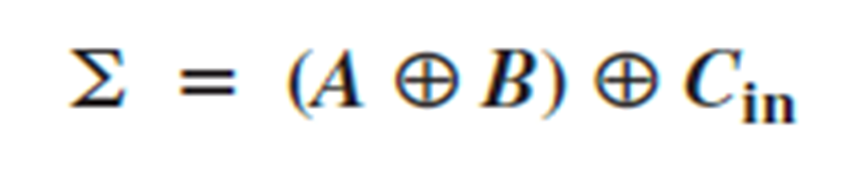 Σ = (A ⊕ B) ⊕ C_in